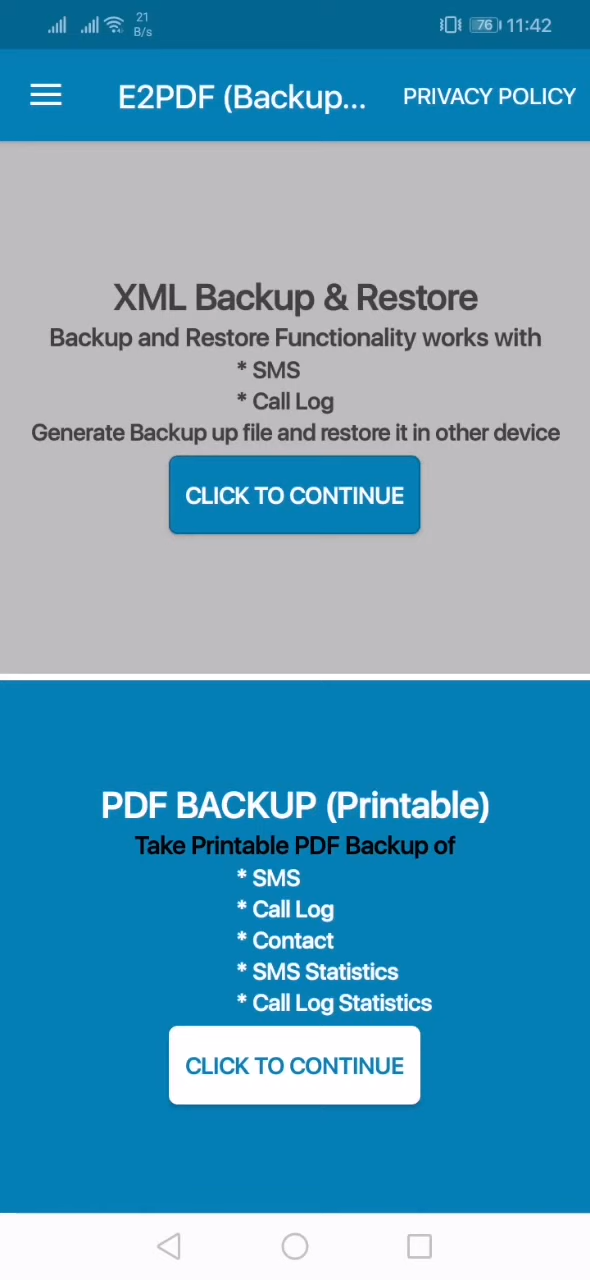 21
B/s
76
11:42
E2PDF (Backup...
PRIVACY POLICY
XML Backup & Restore
Backup and Restore Functionality works with
* SMS
* Call Log
Generate Backup up file and restore it in other device
CLICK TO CONTINUE
PDF BACKUP (Printable)
Take Printable PDF Backup of
* SMS
* Call Log
* Contact
* SMS Statistics
* Call Log Statistics
CLICK TO CONTINUE